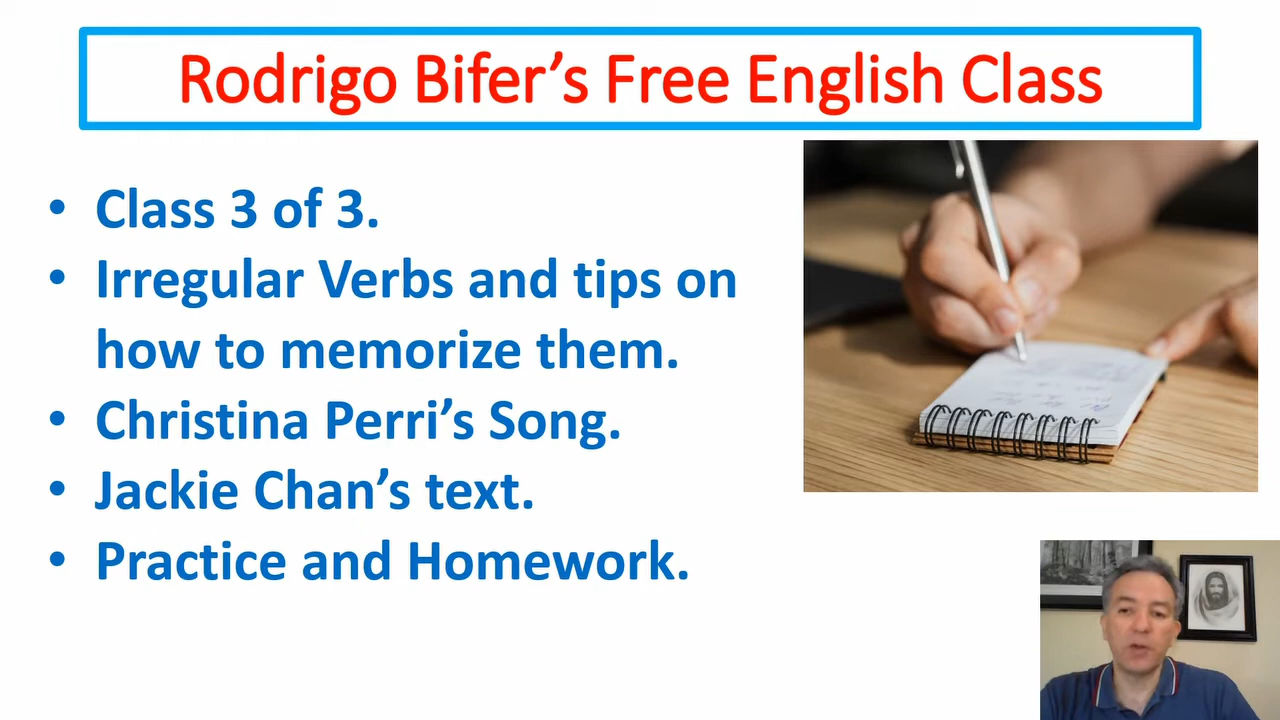 Rodrigo Bifer’s Free English Class
• Class 3 of 3.
• Irregular Verbs and tips on
how to memorize them.
• Christina Perri’s Song.
• Jackie Chan’s text.
• Practice and Homework.